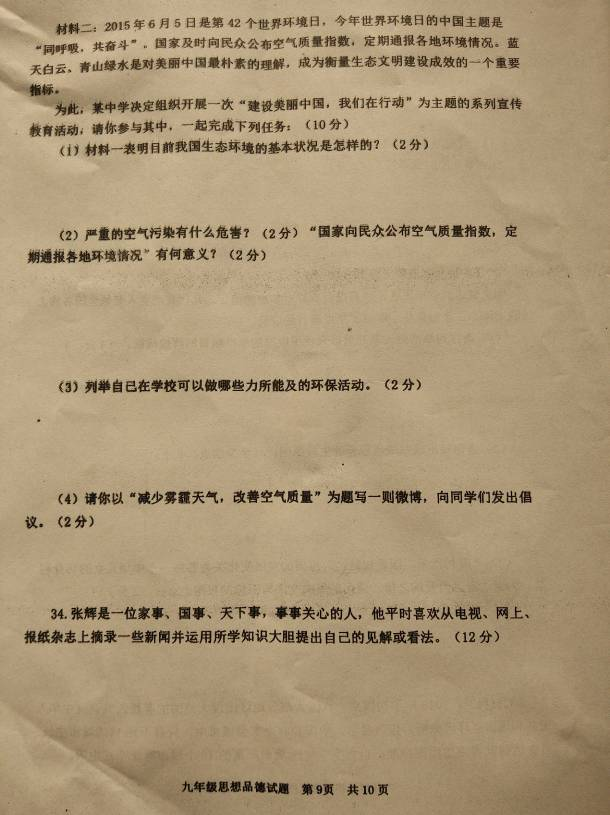 材料二：2015年6月5日是第42个世界环境日，今年世界环境日的中国主题是
“同呼吸，共奋斗”。国家及时向民众公布空气质量指数，定期通报各地环境情况。蓝
天白云、青山绿水是对美丽中国最朴素的理解，成为衡量生态文明建设成效的一个重要
指标。
为此，某中学决定组织开展一次“建设美丽中国，我们在行动”为主题的系列宣传
教育活动，请你参与其中，一起完成下列任务：（10分）
（1）材料一表明目前我国生态环境的基本状况是怎样的？（2分）
（2）严重的空气污染有什么危害？（2分）“国家向民众公布空气质量指数，定
期通报各地环境情况”有何意义？（2分）
（3）列举自己在学校可以做哪些力所能及的环保活动。（2分）
（4）请你以“减少雾霾天气，改善空气质量”为题写一则微博，向同学们发出倡
议。（2分）
34.张辉是一位家事、国事、天下事，事事关心的人，他平时喜欢从电视、网上、
报纸杂志上摘录一些新闻并运用所学知识大胆提出自己的见解或看法。（12分）
九年级思想品德试题 第9页 共10页